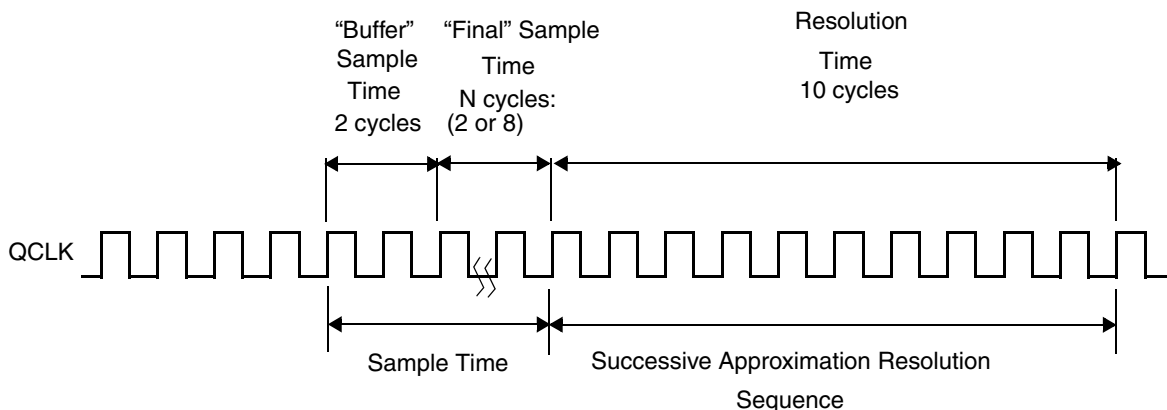 “Buffer”
Sample
Time
2 cycles
“Final” Sample
Time
N cycles:
(2 or 8)
Resolution
Time
10 cycles
QCLK
Sample Time
Successive Approximation Resolution
Sequence